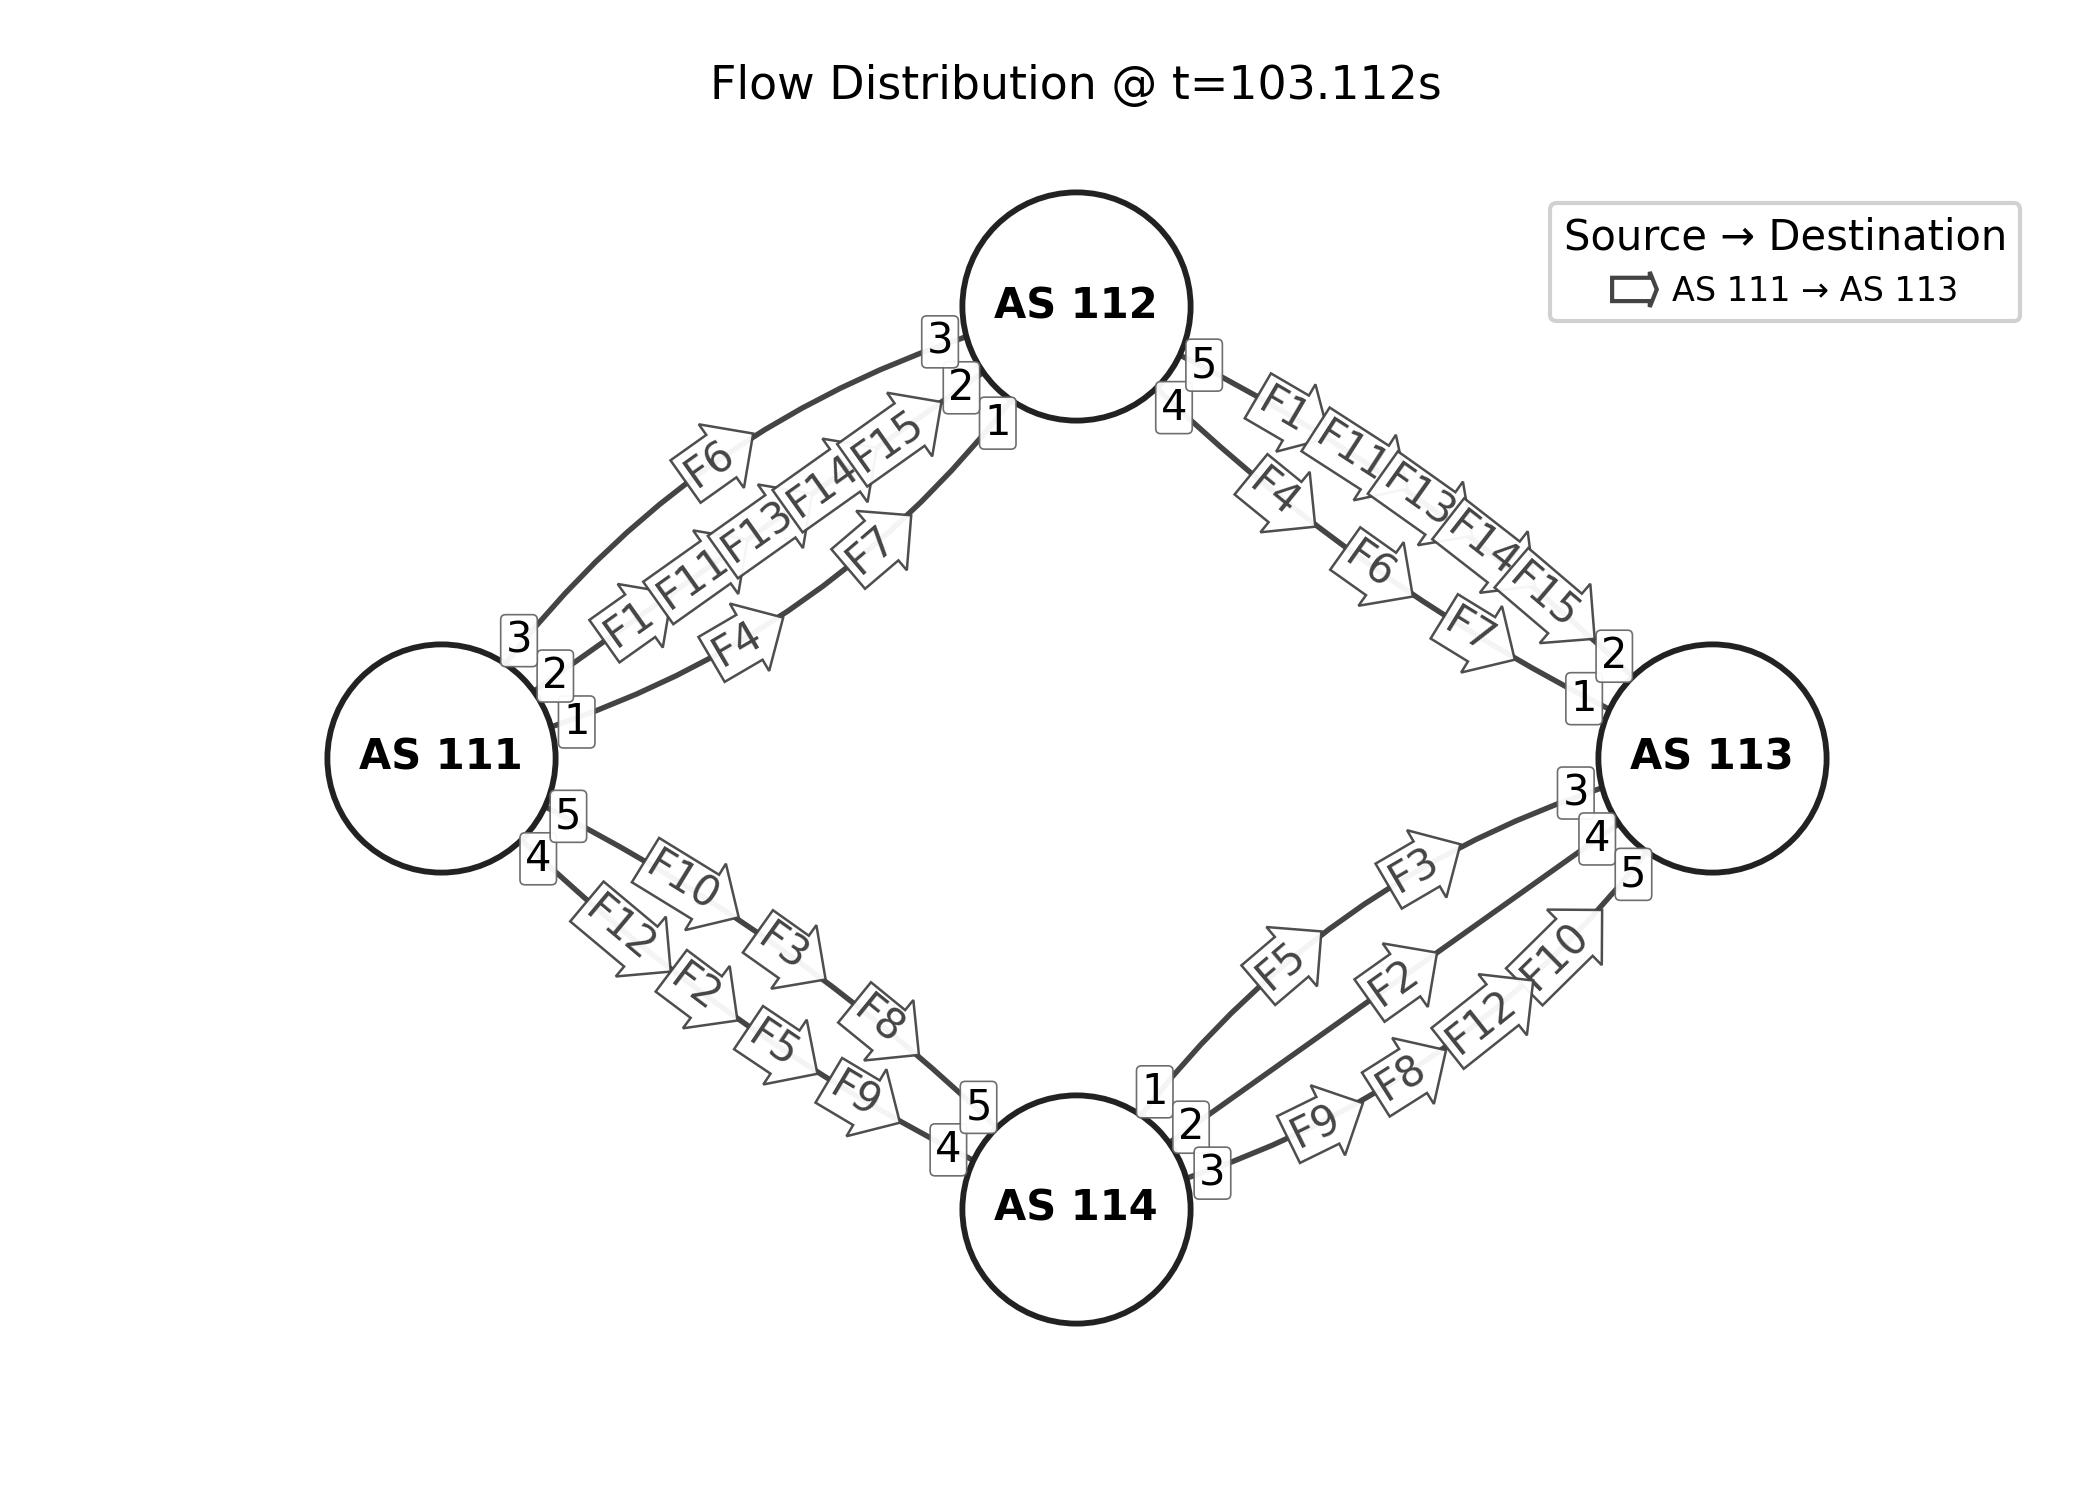 Flow Distribution @ t=103.112s
Source → Destination
AS 111 → AS 113
AS 112
3
2
1
5
4
F6
F1
F11
F13
F14
F15
F4
F7
F1
F11
F13
F14
F15
F4
F6
F7
3
2
1
2
1
AS 111
AS 113
5
4
3
4
5
F10
F3
F8
F12
F2
F5
F9
F5
F3
F2
F9
F8
F12
F10
5
4
1
2
3
AS 114